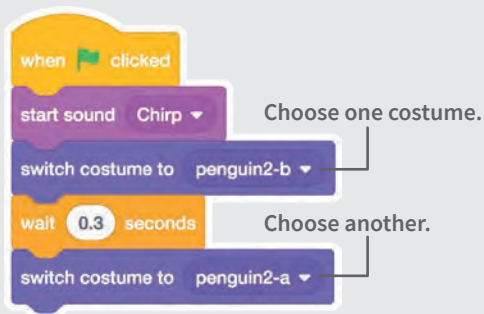 when clicked
start sound Chirp
Choose one costume.
switch costume to penguin2-b
wait 0.3 seconds
Choose another.
switch costume to penguin2-a